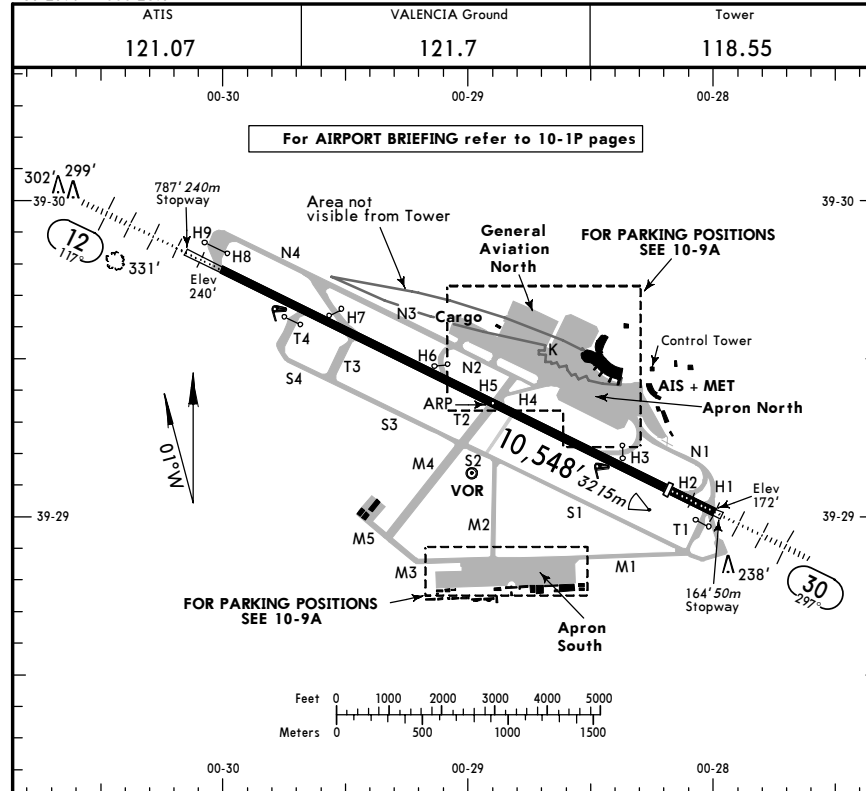 ATIS
121.07
VALENCIA Ground
121.7
Tower
118.55
00-30
00-29
00-28
For AIRPORT BRIEFING refer to 10-1P pages
302' 299'
39-30
39-30
787' 240m
Stopway
Area not
visible from Tower
General
Aviation
North
FOR PARKING POSITIONS
SEE 10-9A
12
117°
331'
H9
H8
N4
Elev
240'
N3
Cargo
K
Control Tower
H7
T4
T3
S4
H6
N2
H5
H4
ARP
T2
AIS + MET
Apron North
S3
10,548' 3215m
H3
N1
01°W
M4
S2
VOR
H2
H1
Elev
172'
39-29
39-29
S1
T1
M5
M2
M3
M1
238'
30
297°
164' 50m
Stopway
FOR PARKING POSITIONS
SEE 10-9A
Apron
South
Feet 0 1000 2000 3000 4000 5000
Meters 0 500 1000 1500
00-30
00-29
00-28